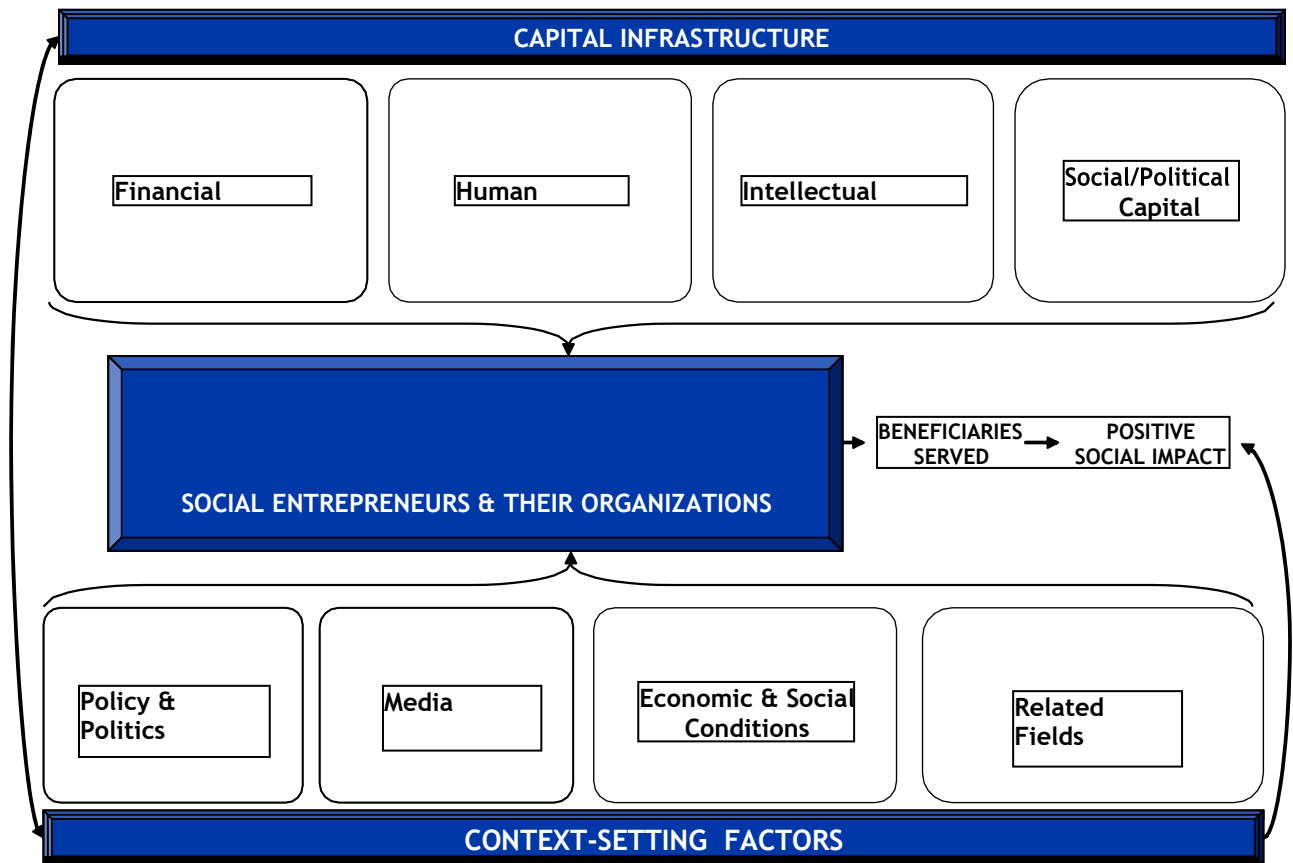 CAPITAL INFRASTRUCTURE
Financial
Human
Intellectual
Social/Political
Capital
SOCIAL ENTREPRENEURS & THEIR ORGANIZATIONS
BENEFICIARIES
SERVED
POSITIVE
SOCIAL IMPACT
Policy &
Politics
Media
Economic & Social
Conditions
Related
Fields
CONTEXT-SETTING FACTORS